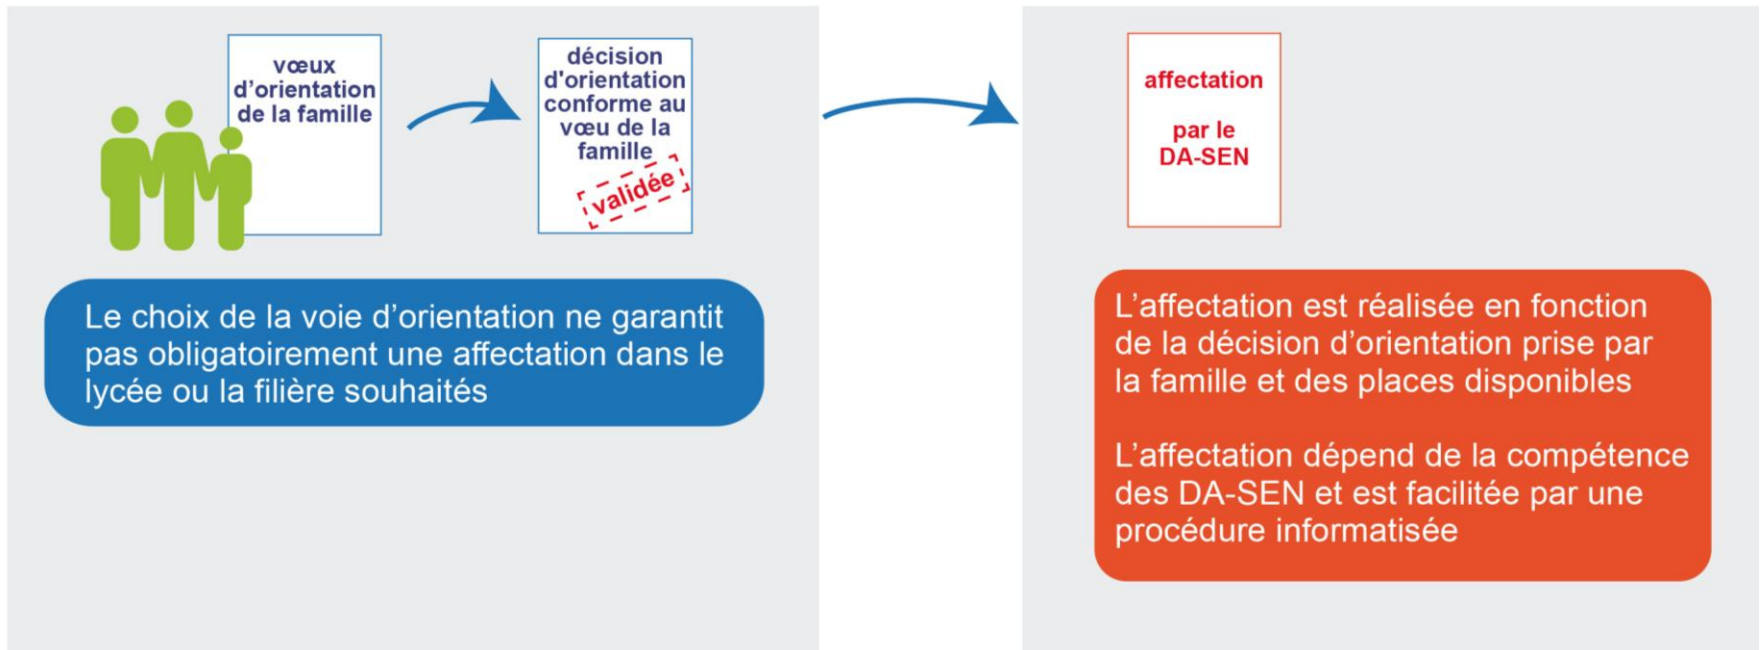 vœux
d'orientation
de la famille
décision
d'orientation
conforme au
vœu de la
famille
validée
Le choix de la voie d'orientation ne garantit
pas obligatoirement une affectation dans le
lycée ou la filière souhaités
affectation
par le
DA-SEN
L'affectation est réalisée en fonction
de la décision d'orientation prise par
la famille et des places disponibles
L'affectation dépend de la compétence
des DA-SEN et est facilitée par une
procédure informatisée